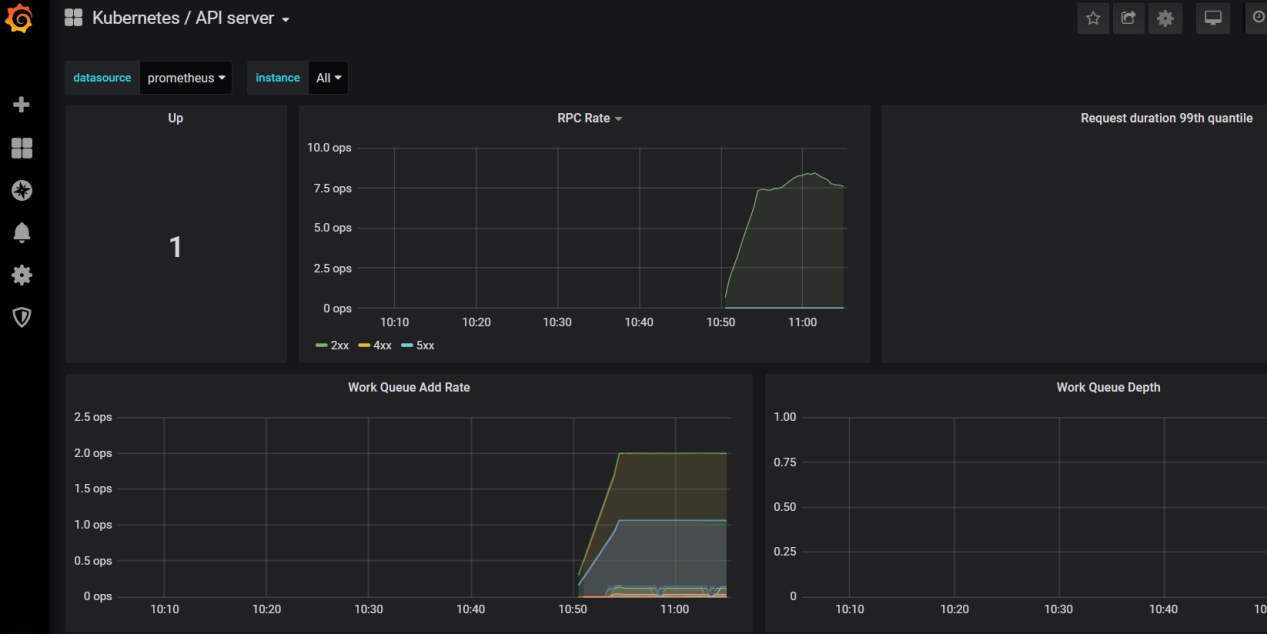 Kubernetes / API server
datasource prometheus instance All
Up
1
RPC Rate
10.0 ops
7.5 ops
5.0 ops
2.5 ops
0 ops
10:10 10:20 10:30 10:40 10:50 11:00
2xx 4xx 5xx
Request duration 99th quantile
Work Queue Add Rate
2.5 ops
2.0 ops
1.5 ops
1.0 ops
0.5 ops
0 ops
10:10 10:20 10:30 10:40 10:50 11:00
Work Queue Depth
1.00
0.75
0.50
0.25
0
10:10 10:20 10:30 10:40 10